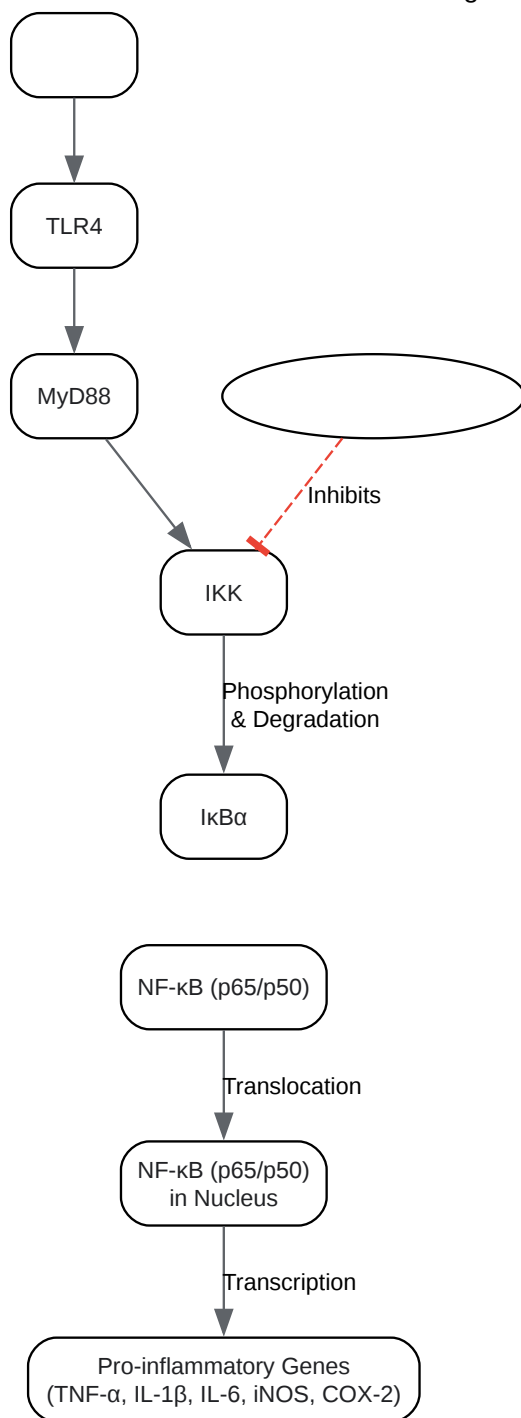 g
TLR4
MyD88
Inhibits
IKK
Phosphorylation
& Degradation
IκBα
NF-κB (p65/p50)
Translocation
NF-κB (p65/p50)
in Nucleus
Transcription
Pro-inflammatory Genes
(TNF-α, IL-1β, IL-6, iNOS, COX-2)